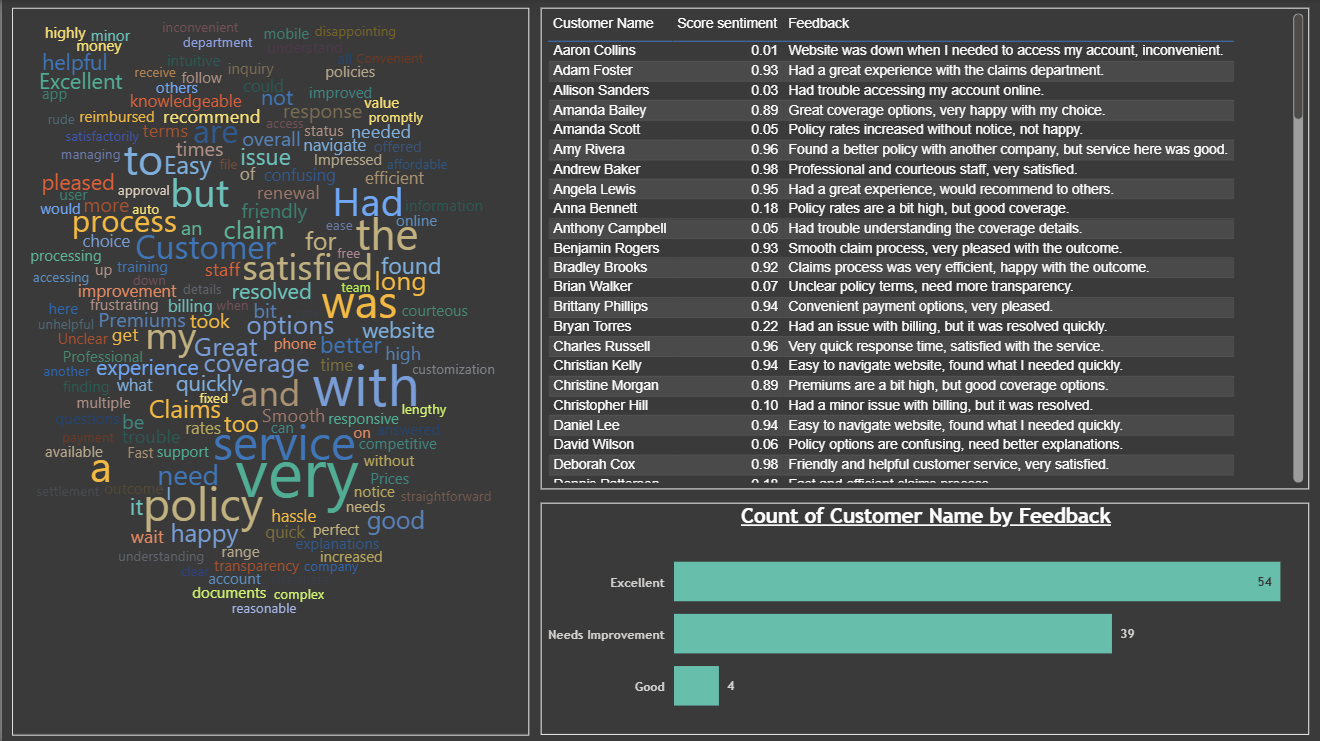 inconvenient
highly minor mobile disappointing
money department understand
helpful intuitive all Convenient
Excellent receive follow inquiry policies
app others could improved
knowledgeable not value
rude reimbursed recommend response promptly
satisfactorily terms are access status needed
managing times overall navigate offered
to Easy issue Impressed affordable
file of confusing efficient
pleased approval but renewal
user
would more auto Had information
process an friendly ease online
choice Customer claim for the
processing free
accessing up training staff satisfied found
down team long
improvement details resolved was
here frustrating billing when bit courteous
unhelpful Premiums took options website
Unclear get my Great phone better high
Professional
another experience coverage time customization
finding what quickly with
multiple fixed and
Claims Smooth responsive lengthy
questions be rates too can on answered
payment trouble service competitive
available Fast support without
a need very Prices
settlement outcome I notice straightforward
it policy needs
hassle good
wait happy quick perfect
explanations
understanding range increased
clear transparency company
account
documents complex
reasonable
Customer Name Score sentiment Feedback
Aaron Collins 0.01 Website was down when I needed to access my account, inconvenient.
Adam Foster 0.93 Had a great experience with the claims department.
Allison Sanders 0.03 Had trouble accessing my account online.
Amanda Bailey 0.89 Great coverage options, very happy with my choice.
Amanda Scott 0.05 Policy rates increased without notice, not happy.
Amy Rivera 0.96 Found a better policy with another company, but service here was good.
Andrew Baker 0.98 Professional and courteous staff, very satisfied.
Angela Lewis 0.95 Had a great experience, would recommend to others.
Anna Bennett 0.18 Policy rates are a bit high, but good coverage.
Anthony Campbell 0.05 Had trouble understanding the coverage details.
Benjamin Rogers 0.93 Smooth claim process, very pleased with the outcome.
Bradley Brooks 0.92 Claims process was very efficient, happy with the outcome.
Brian Walker 0.07 Unclear policy terms, need more transparency.
Brittany Phillips 0.94 Convenient payment options, very pleased.
Bryan Torres 0.22 Had an issue with billing, but it was resolved quickly.
Charles Russell 0.96 Very quick response time, satisfied with the service.
Christian Kelly 0.94 Easy to navigate website, found what I needed quickly.
Christine Morgan 0.89 Premiums are a bit high, but good coverage options.
Christopher Hill 0.10 Had a minor issue with billing, but it was resolved.
Daniel Lee 0.94 Easy to navigate website, found what I needed quickly.
David Wilson 0.06 Policy options are confusing, need better explanations.
Deborah Cox 0.98 Friendly and helpful customer service, very satisfied.
Dennis Patterson 0.18 Fast and efficient claims process.
Count of Customer Name by Feedback
Excellent 54
Needs Improvement 39
Good 4